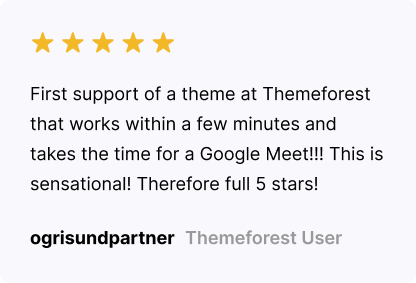 First support of a theme at Themeforest
that works within a few minutes and
takes the time for a Google Meet!!! This is
sensational! Therefore full 5 stars!
ogrisundpartner Themeforest User